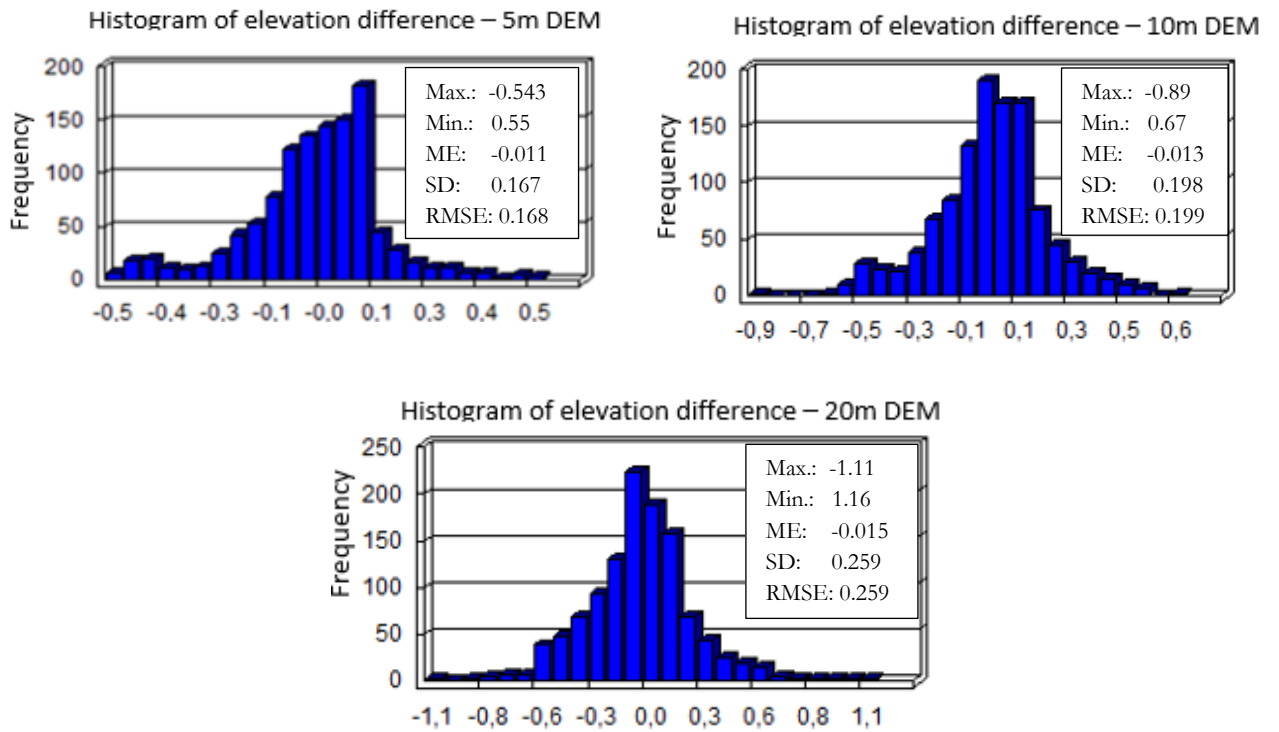 Histogram of elevation difference – 5m DEM
Frequency
200
150
100
50
0
-0,5 -0,4 -0,3 -0,1 -0,0 0,1 0,3 0,4 0,5
Max.: -0.543
Min.: 0.55
ME: -0.011
SD: 0.167
RMSE: 0.168
Histogram of elevation difference – 10m DEM
Frequency
200
150
100
50
0
-0,9 -0,7 -0,5 -0,3 -0,1 0,1 0,3 0,5 0,6
Max.: -0.89
Min.: 0.67
ME: -0.013
SD: 0.198
RMSE: 0.199
Histogram of elevation difference – 20m DEM
Frequency
250
200
150
100
50
0
-1,1 -0,8 -0,6 -0,3 0,0 0,3 0,6 0,8 1,1
Max.: -1.11
Min.: 1.16
ME: -0.015
SD: 0.259
RMSE: 0.259